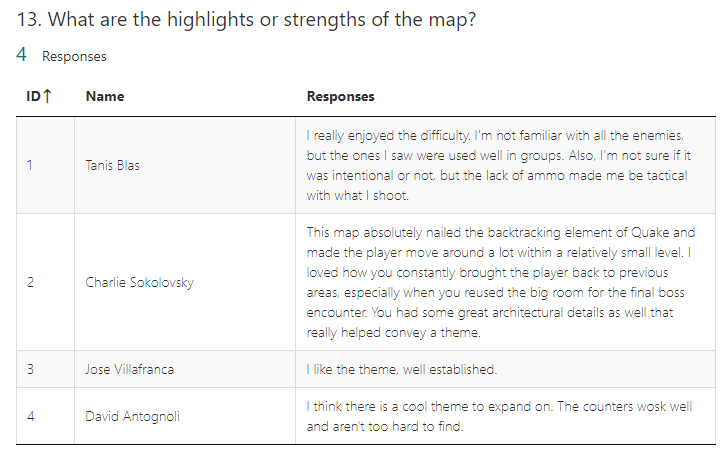 13. What are the highlights or strengths of the map?
4 Responses
ID↑ Name Responses
1 Tanis Blas
I really enjoyed the difficulty. I'm not familiar with all the enemies,
but the ones I saw were used well in groups. Also, I'm not sure if it
was intentional or not, but the lack of ammo made me be tactical
with what I shoot.
2 Charlie Sokolovsky
This map absolutely nailed the backtracking element of Quake and
made the player move around a lot within a relatively small level. I
loved how you constantly brought the player back to previous
areas, especially when you reused the big room for the final boss
encounter. You had some great architectural details as well that
really helped convey a theme.
3 Jose Villafranca
I like the theme, well established.
4 David Antognoli
I think there is a cool theme to expand on. The counters wosk well
and aren't too hard to find.